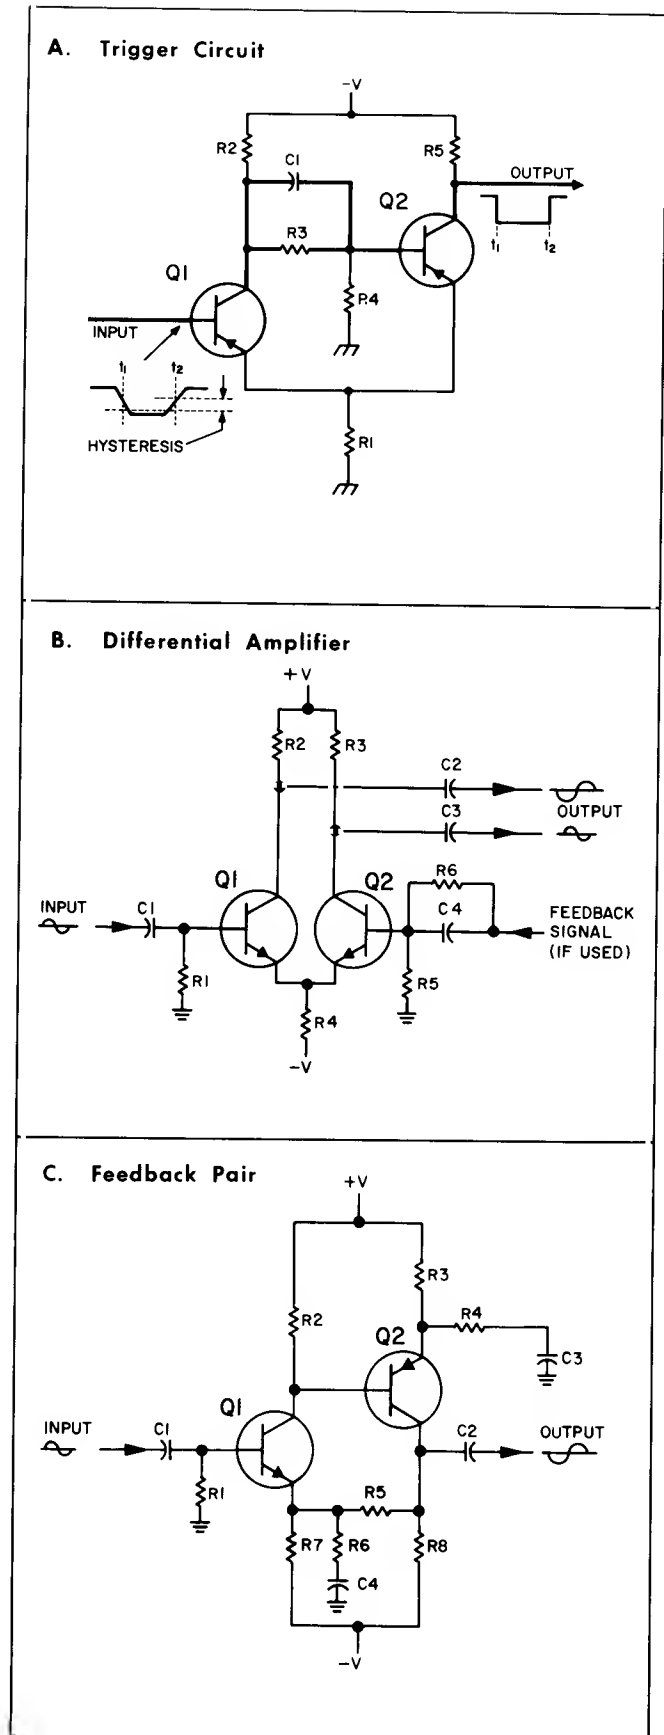 A. Trigger Circuit
-V
R2
R5
C1
OUTPUT
Q2
R3
t1 t2
Q1
R4
INPUT
t1 t2
HYSTERESIS
R1
B. Differential Amplifier
+V
R2 R3
C2
OUTPUT
C3
R6
Q1 Q2
INPUT C1 C4 FEEDBACK
SIGNAL
(IF USED)
R1 R5
R4
-V
C. Feedback Pair
+V
R3
R2 R4
Q2
C3
Q1
INPUT C1 C2 OUTPUT
R1 R5
R7 R6 R8
C4
-V